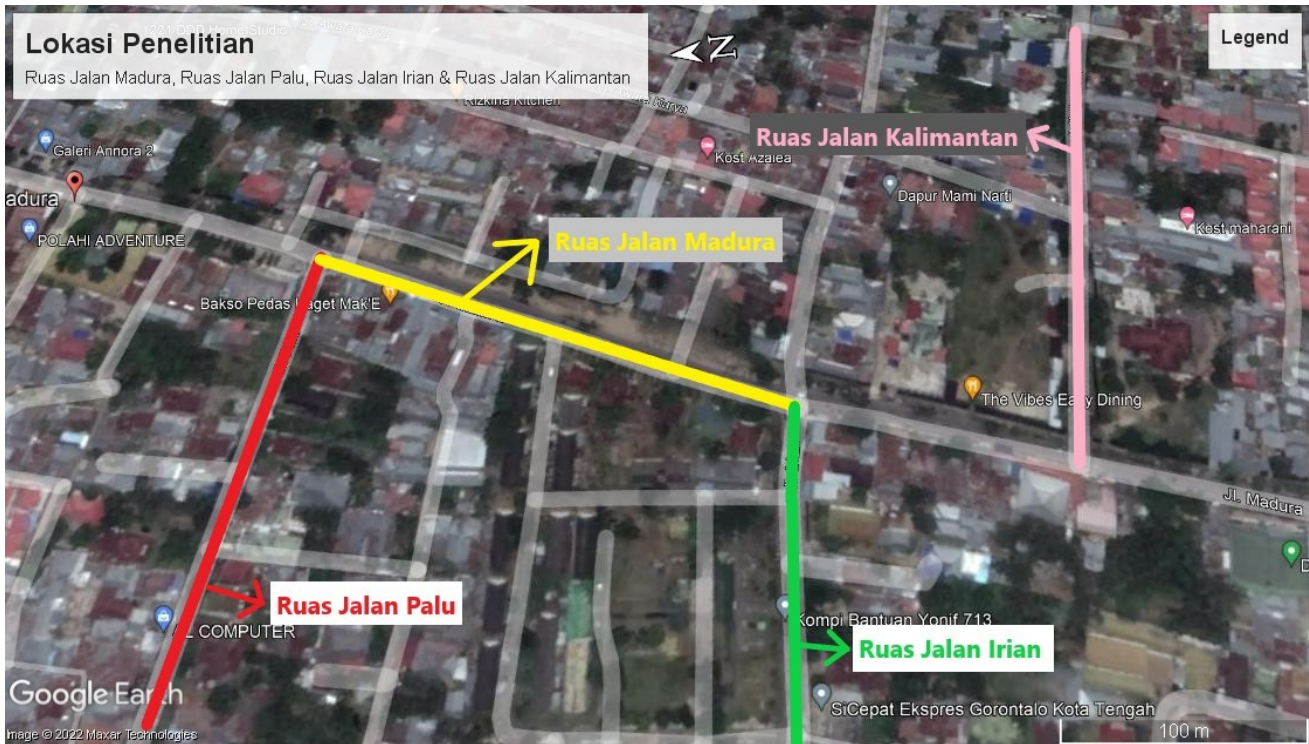 Lokasi Penelitian
Ruas Jalan Madura, Ruas Jalan Palu, Ruas Jalan Irian & Ruas Jalan Kalimantan
Legend
N
Rizkina Kitchen
Galeri Annora 2
Kost Azalea
Ruas Jalan Kalimantan
Dapur Mami Narti
adura
POLAHI ADVENTURE
Ruas Jalan Madura
Kost maharani
Bakso Pedas Maget Mak'E
The Vibes Easy Dining
Jl. Madura
D
Ruas Jalan Palu
COMPUTER
Kompi Bantuan Yonif 713
Ruas Jalan Irian
Google Earth
SiCepat Ekspres Gorontalo Kota Tengah
Image © 2022 Maxar Technologies
100 m